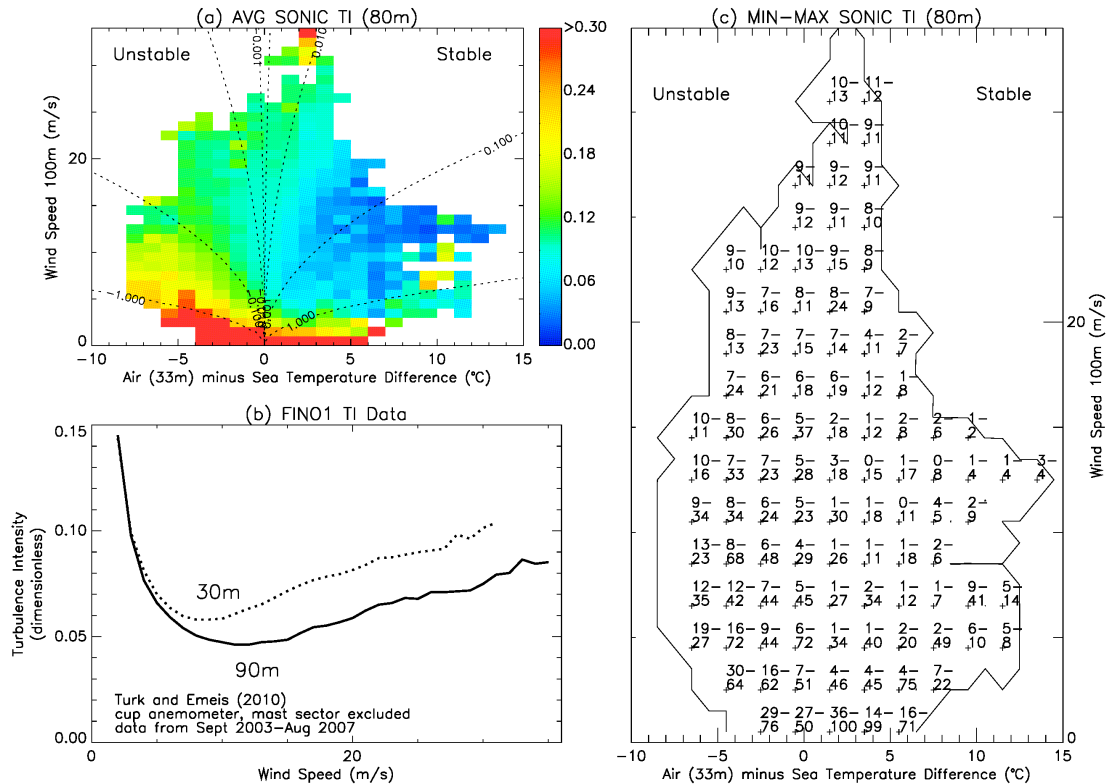 (a) AVG SONIC TI (80m)
Unstable
Stable
0.001
0.010
0.100
1.000
1.000
>0.30
0.24
0.18
0.12
0.06
0.00
20
0
Wind Speed 100m (m/s)
−10 −5 0 5 10 15
Air (33m) minus Sea Temperature Difference (°C)
(b) FINO1 TI Data
0.15
0.10
0.05
0.00
Turbulence Intensity
(dimensionless)
30m
90m
Turk and Emeis (2010)
cup anemometer, mast sector excluded
data from Sept 2003−Aug 2007
0 20
Wind Speed (m/s)
(c) MIN−MAX SONIC TI (80m)
Unstable
Stable
10− 11−
13 12
10− 9−
11 11
9− 9− 9−
11 12 11
9− 9− 8−
12 11 10
9− 10− 10− 9− 8−
10 12 13 15 9
9− 7− 8− 8− 7−
13 16 11 24 9
8− 7− 7− 7− 4− 2−
13 23 15 14 11 7
7− 6− 6− 6− 1− 1−
24 21 18 19 12 8
10− 8− 6− 5− 2− 1− 2− 2− 1−
11 30 26 37 18 12 8 6 2
10− 7− 7− 5− 3− 0− 1− 0− 1− 1− 3−
16 33 23 28 18 15 17 8 4 4 4
9− 8− 6− 5− 1− 1− 0− 4− 2−
34 34 24 23 30 18 11 5 9
13− 8− 6− 4− 1− 1− 1− 2−
23 68 48 29 26 11 18 6
12− 12− 7− 5− 1− 2− 1− 1− 9− 5−
35 42 44 45 27 34 12 7 41 14
19− 16− 9− 6− 1− 1− 2− 2− 6− 5−
27 72 44 72 34 40 20 49 10 8
30− 16− 7− 4− 4− 4− 7−
64 62 51 46 45 75 22
29− 27− 36− 14− 16−
76 50 100 99 71
20
0
Wind Speed 100m (m/s)
−10 −5 0 5 10 15
Air (33m) minus Sea Temperature Difference (°C)